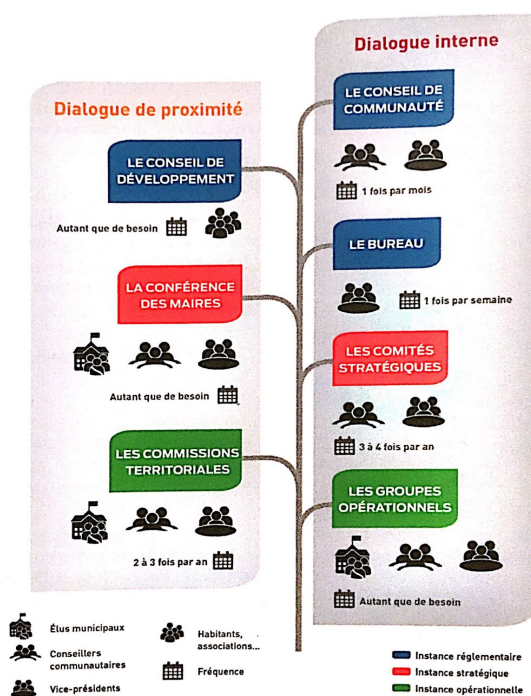 Dialogue de proximité
LE CONSEIL DE
DÉVELOPPEMENT
Autant que de besoin
LA CONFÉRENCE
DES MAIRES
Autant que de besoin
LES COMMISSIONS
TERRITORIALES
2 à 3 fois par an
Dialogue interne
LE CONSEIL DE
COMMUNAUTÉ
1 fois par mois
LE BUREAU
1 fois par semaine
LES COMITÉS
STRATÉGIQUES
3 à 4 fois par an
LES GROUPES
OPÉRATIONNELS
Autant que de besoin
Élus municipaux
Conseillers
communautaires
Vice-présidents
Habitants,
associations...
Fréquence
Instance réglementaire
Instance stratégique
Instance opérationnelle